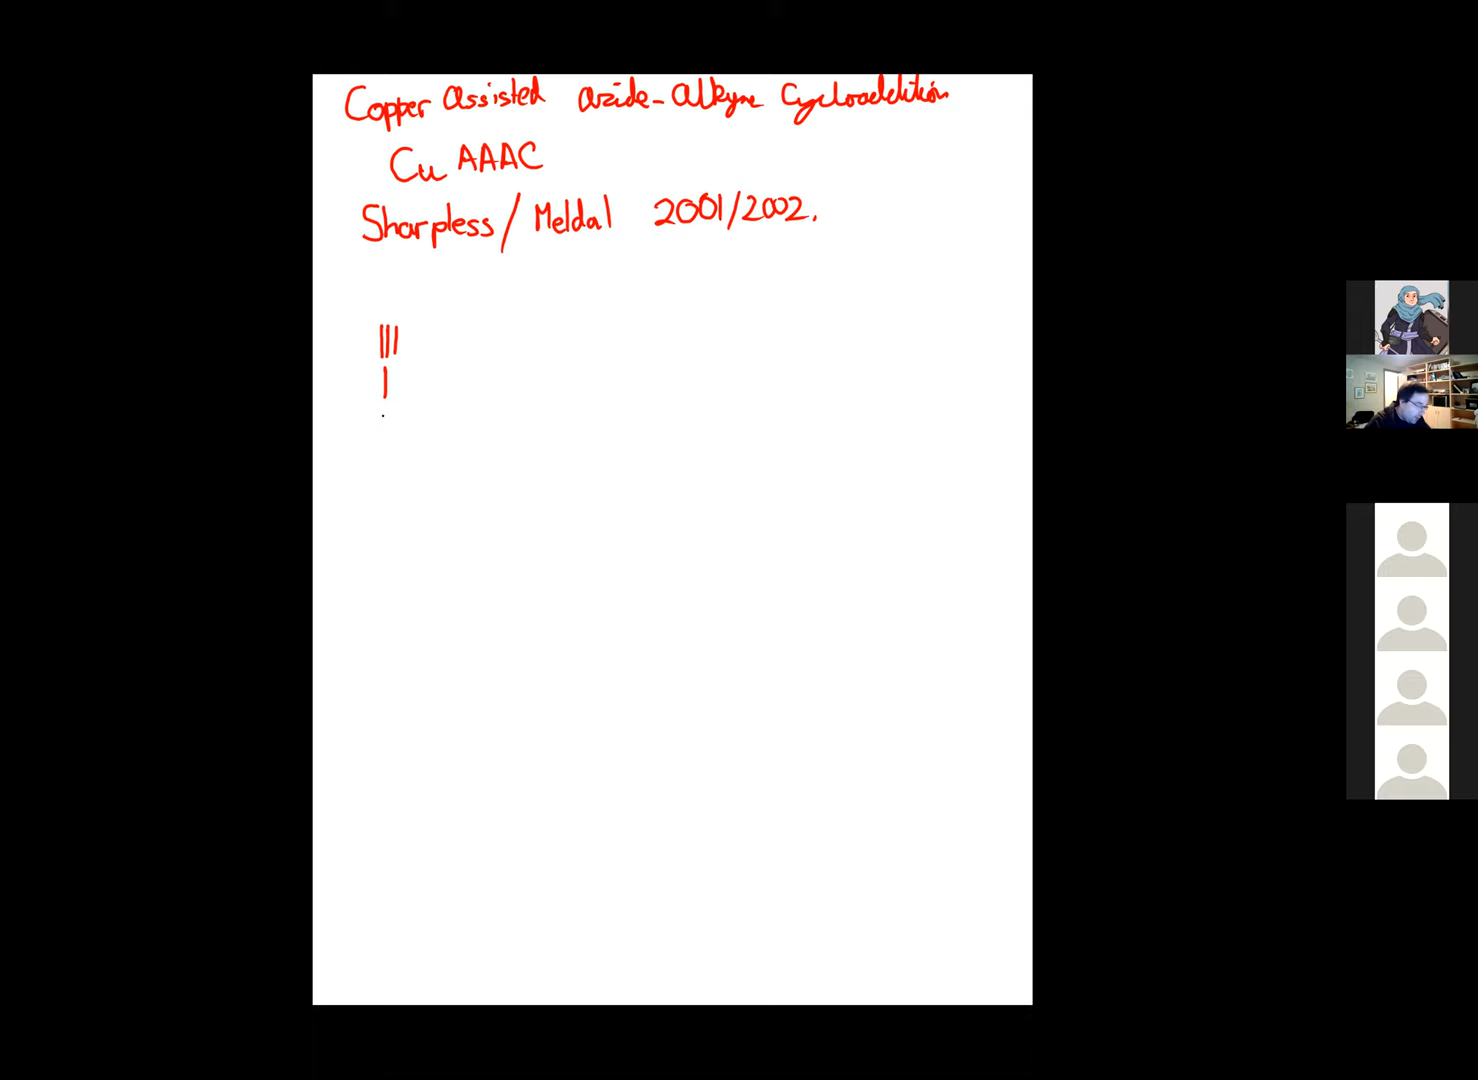 Copper Assisted azide-Alkyne Cycloaddition
Cu AAAC
Sharpless/Meldal 2001/2002.